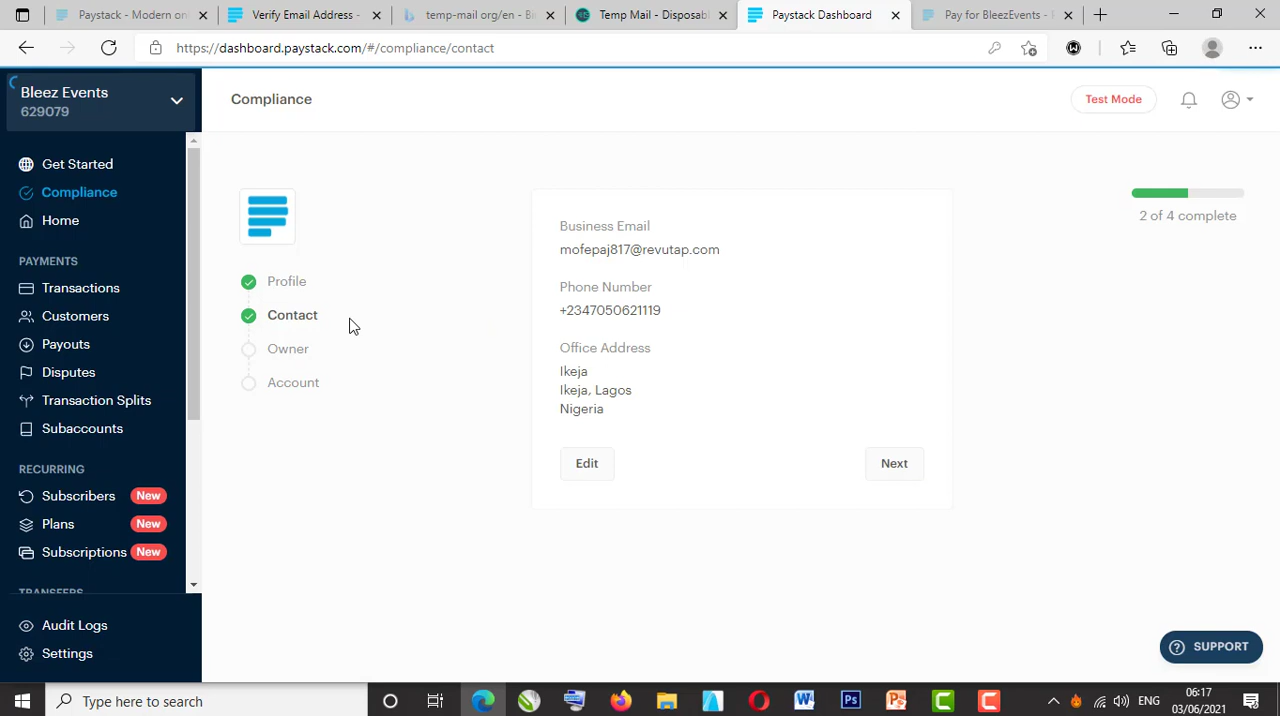 Paystack - Modern on
Verify Email Address -
temp-mail org/en - Bi
Temp Mail - Disposabl
Paystack Dashboard
Pay for BleezEvents - P
https://dashboard.paystack.com/#/compliance/contact
Bleez Events
629079
Compliance
Test Mode
Get Started
Compliance
Home
PAYMENTS
Transactions
Customers
Payouts
Disputes
Transaction Splits
Subaccounts
RECURRING
Subscribers New
Plans New
Subscriptions New
TRANSFERS
Audit Logs
Settings
Profile
Contact
Owner
Account
Business Email
mofepaj817@revutap.com
Phone Number
+2347050621119
Office Address
Ikeja
Ikeja, Lagos
Nigeria
Edit
Next
2 of 4 complete
SUPPORT
Type here to search
ENG
06:17
03/06/2021